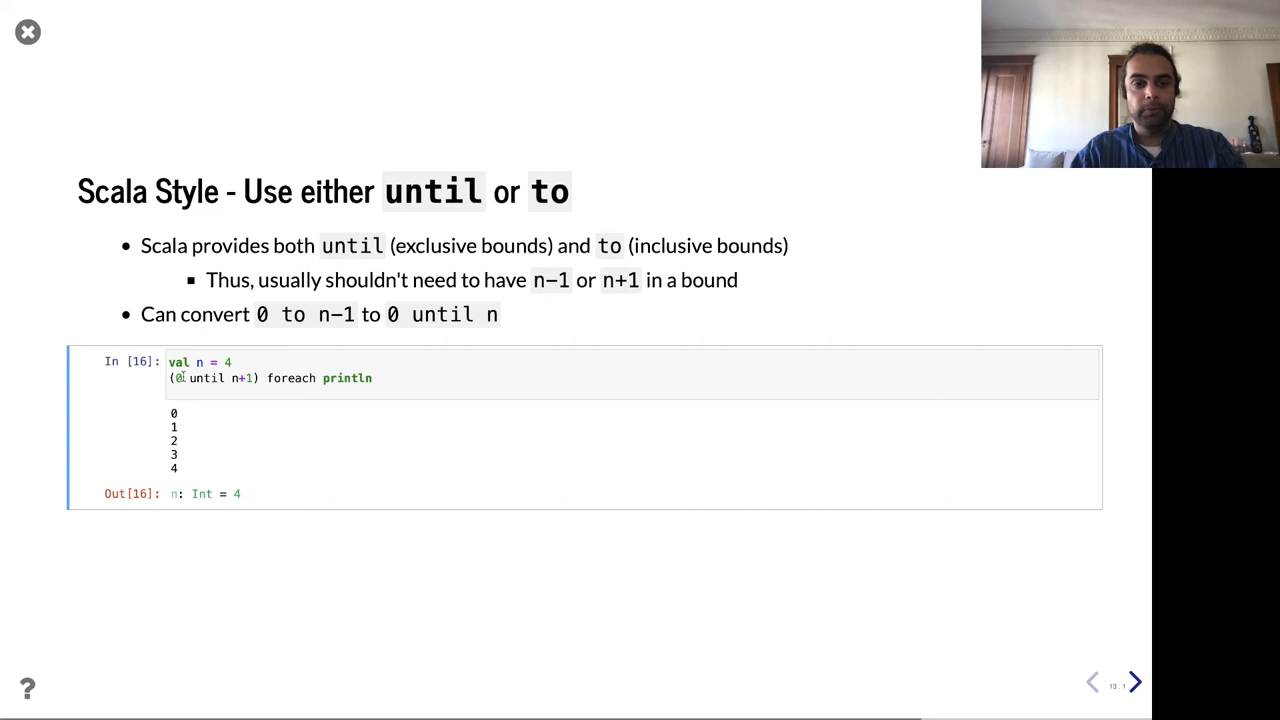 Scala Style - Use either until or to
• Scala provides both until (exclusive bounds) and to (inclusive bounds)
▪ Thus, usually shouldn't need to have n-1 or n+1 in a bound
• Can convert 0 to n-1 to 0 until n
In [16]: val n = 4
(0 until n+1) foreach println
0
1
2
3
4
Out[16]: n: Int = 4
?
13.1